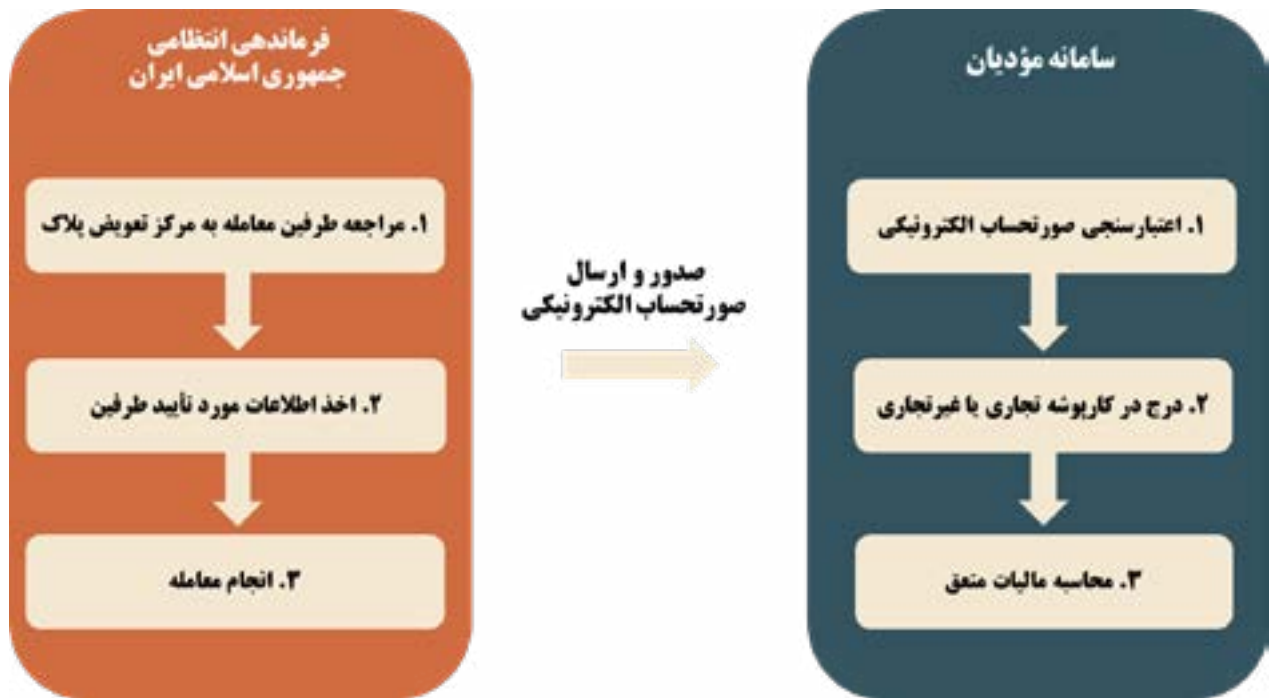 فرماندهی انتظامی
جمهوری اسلامی ایران
۱. مراجعه طرفین معامله به مرکز تعویض پلاک
۲. اخذ اطلاعات مورد تأیید طرفین
۳. انجام معامله
صدور و ارسال
صورتحساب الکترونیکی
سامانه مؤدیان
۱. اعتبارسنجی صورتحساب الکترونیکی
۲. درج در کارپوشه تجاری یا غیرتجاری
۳. محاسبه مالیات متعق